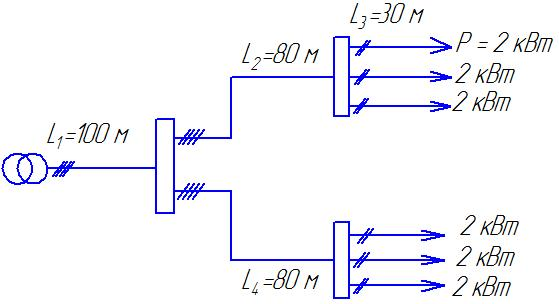 L₃=30 м
L₂=80 м
P = 2 кВт
2 кВт
2 кВт
L₁=100 м
2 кВт
2 кВт
L₄=80 м
2 кВт